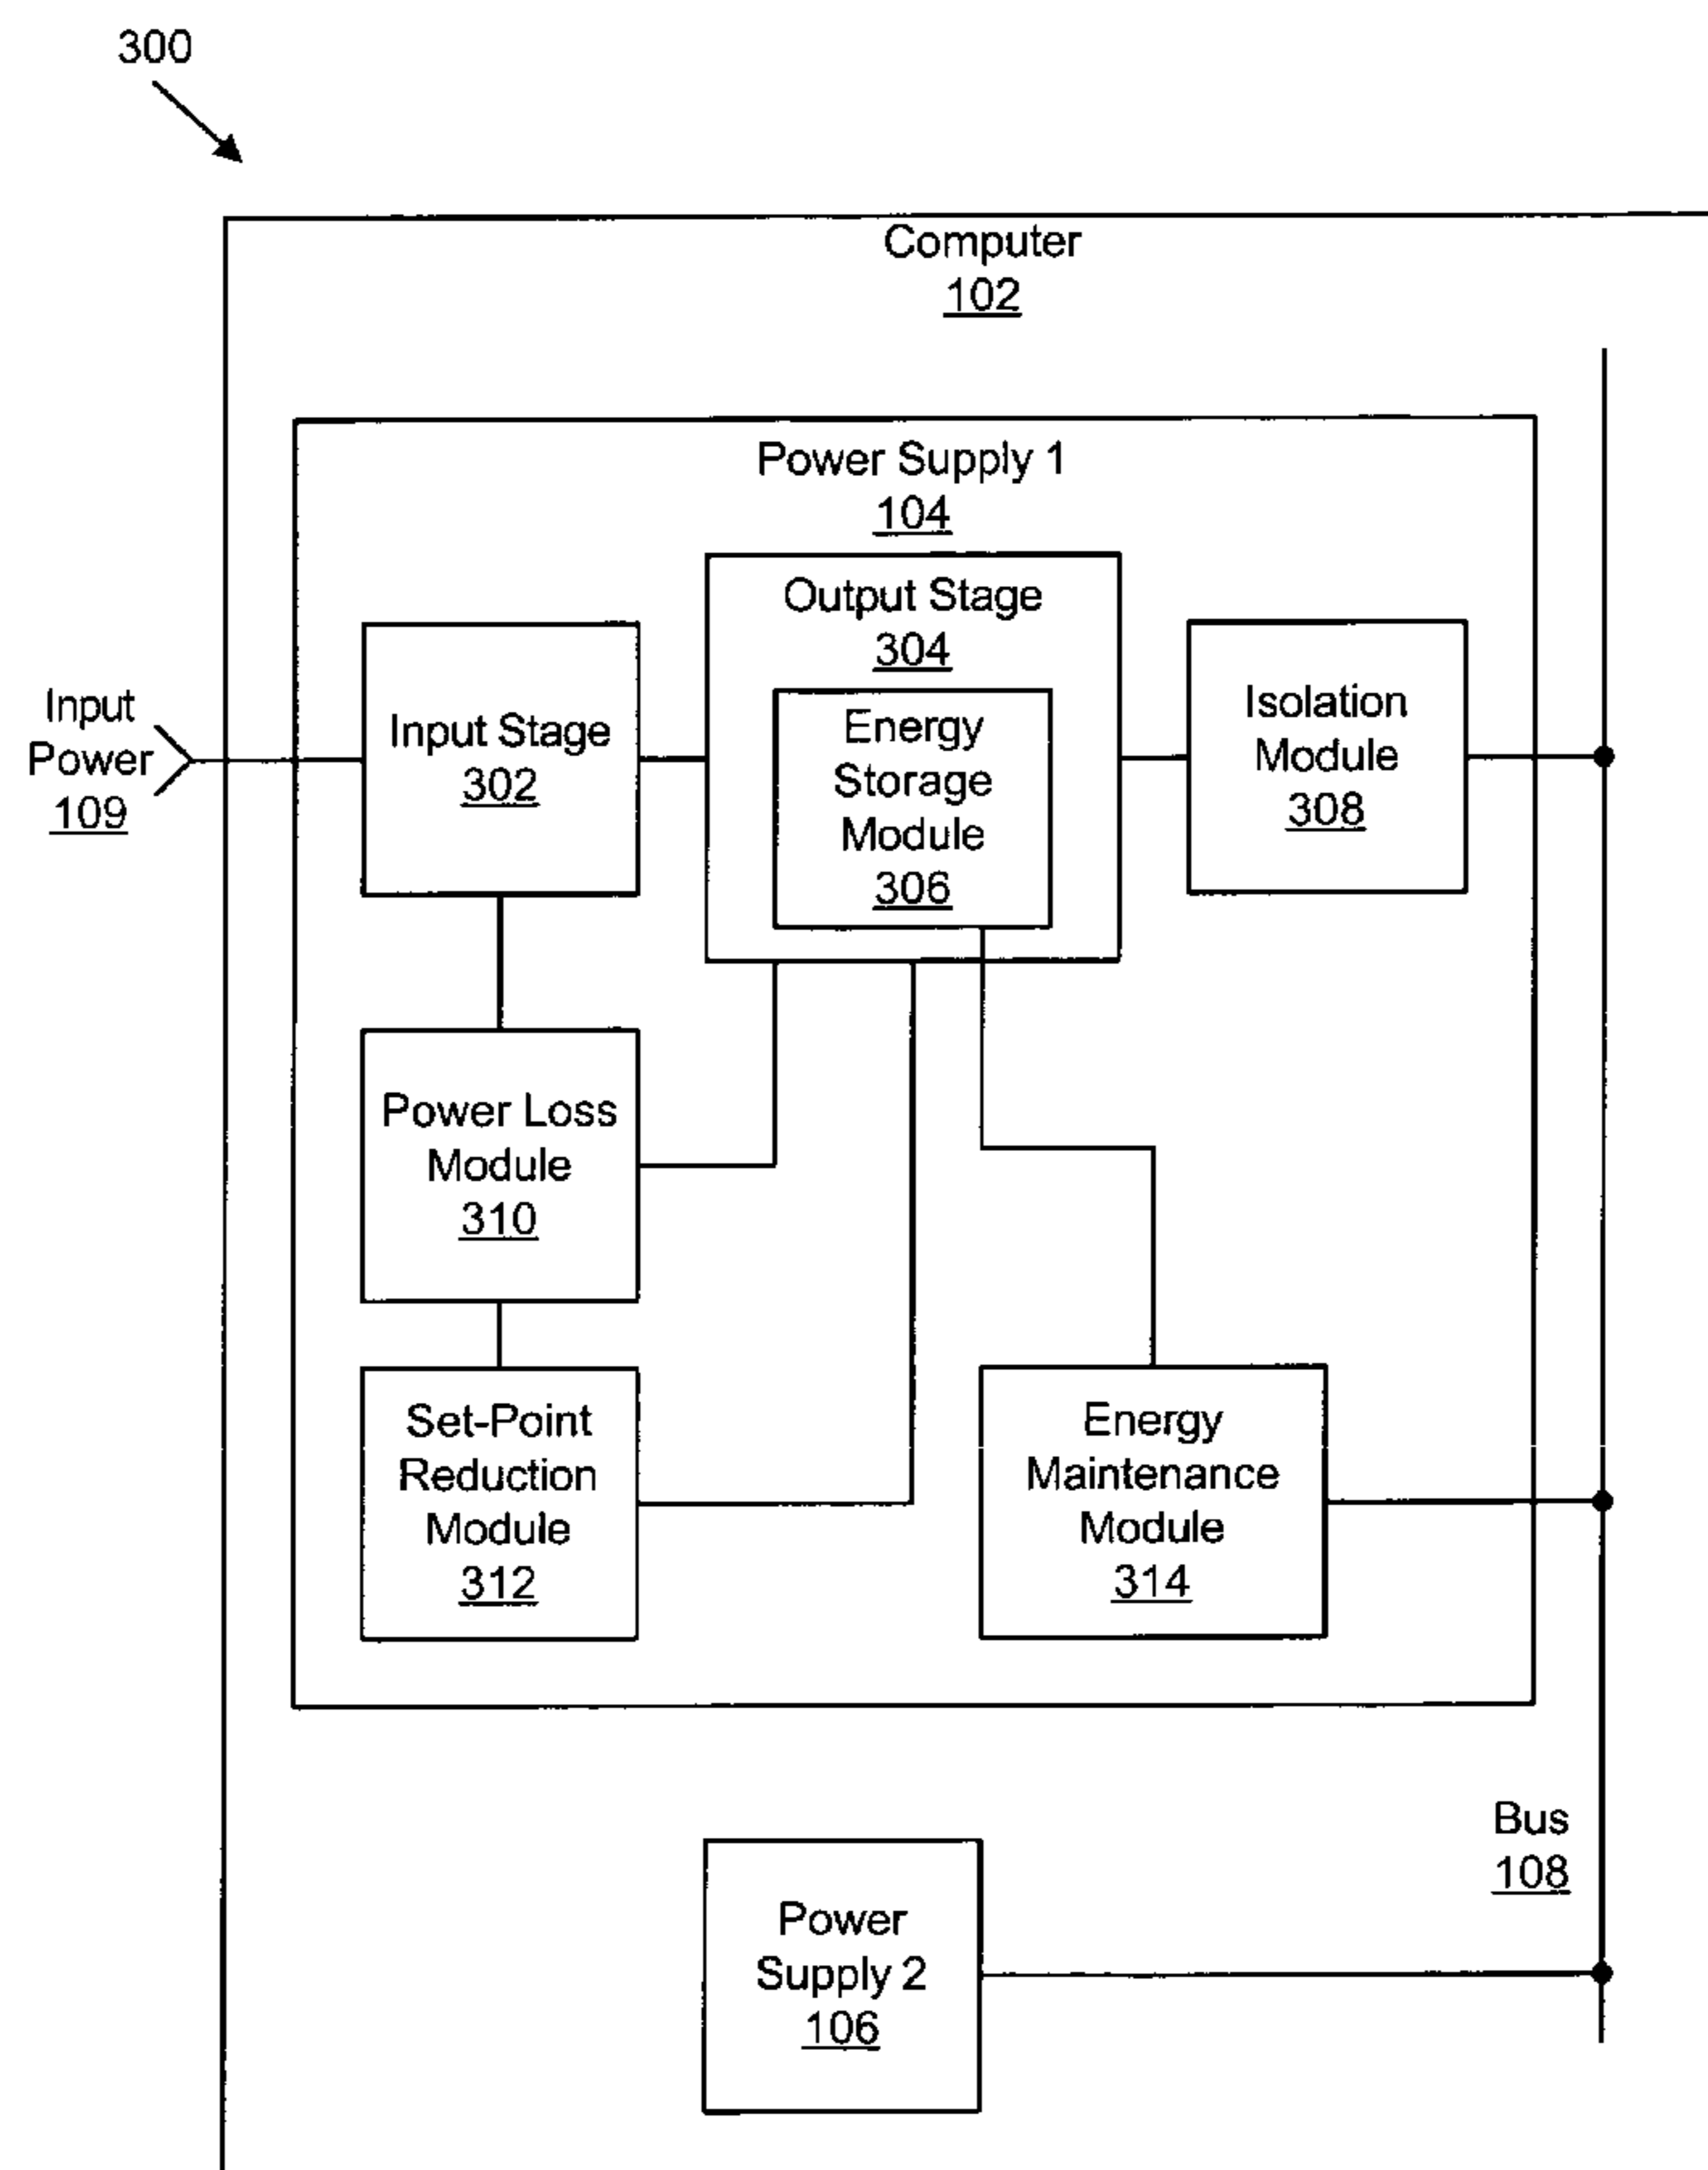 300
Computer
102
Power Supply 1
104
Output Stage
304
Input Stage
302
Energy
Storage
Module
306
Isolation
Module
308
Input
Power
109
Power Loss
Module
310
Set-Point
Reduction
Module
312
Energy
Maintenance
Module
314
Bus
108
Power
Supply 2
106